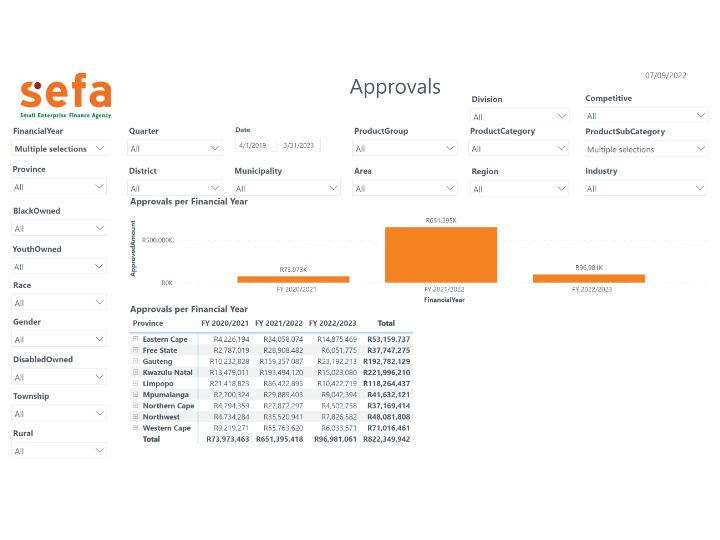 07/09/2022
sefa
Small Enterprise Finance Agency
Approvals
Division
All
Competitive
All
FinancialYear
Multiple selections
Quarter
All
Date
4/1/2019
3/31/2023
ProductGroup
All
ProductCategory
All
ProductSubCategory
Multiple selections
Province
All
District
All
Municipality
All
Area
All
Region
All
Industry
All
BlackOwned
All
YouthOwned
All
Race
All
Gender
All
DisabledOwned
All
Township
All
Rural
All
Approvals per Financial Year
ApprovedAmount
R500,000K
R0K
R73,973K
R651,395K
R96,981K
FY 2020/2021
FY 2021/2022
FY 2022/2023
FinancialYear
Approvals per Financial Year
Province FY 2020/2021 FY 2021/2022 FY 2022/2023 Total
Eastern Cape R4,226,194 R34,058,074 R14,875,469 R53,159,737
Free State R2,787,019 R28,908,482 R6,051,775 R37,747,275
Gauteng R10,232,828 R159,357,087 R23,192,213 R192,782,129
Kwazulu Natal R13,479,011 R193,494,120 R15,023,080 R221,996,210
Limpopo R21,418,823 R86,422,895 R10,422,719 R118,264,437
Mpumalanga R2,700,324 R29,889,403 R9,042,394 R41,632,121
Northern Cape R4,794,359 R27,872,297 R4,502,758 R37,169,414
Northwest R4,734,284 R35,520,941 R7,826,582 R48,081,808
Western Cape R9,219,271 R55,763,620 R6,033,571 R71,016,461
Total R73,973,463 R651,395,418 R96,981,061 R822,349,942